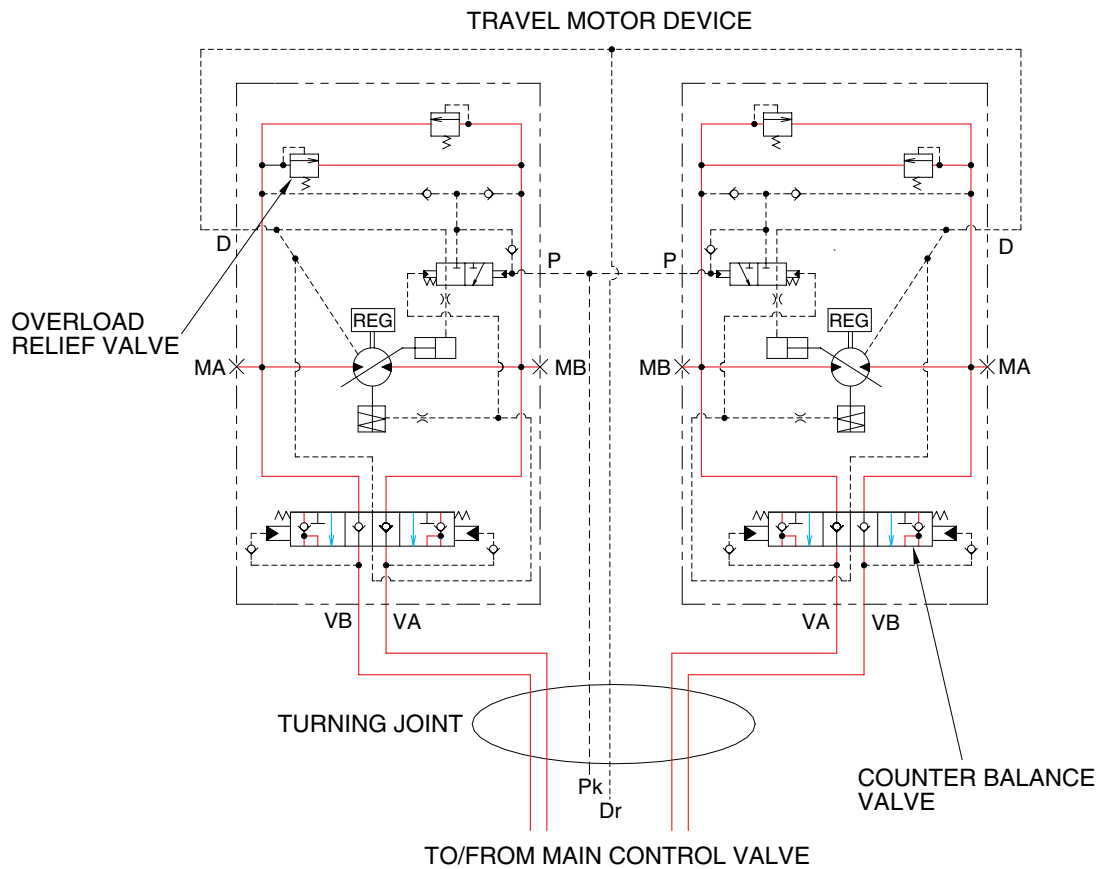 TRAVEL MOTOR DEVICE
D
P
P
D
OVERLOAD
RELIEF VALVE
REG
REG
MA
MB
MB
MA
VB
VA
VA
VB
TURNING JOINT
Pk
Dr
COUNTER BALANCE
VALVE
TO/FROM MAIN CONTROL VALVE